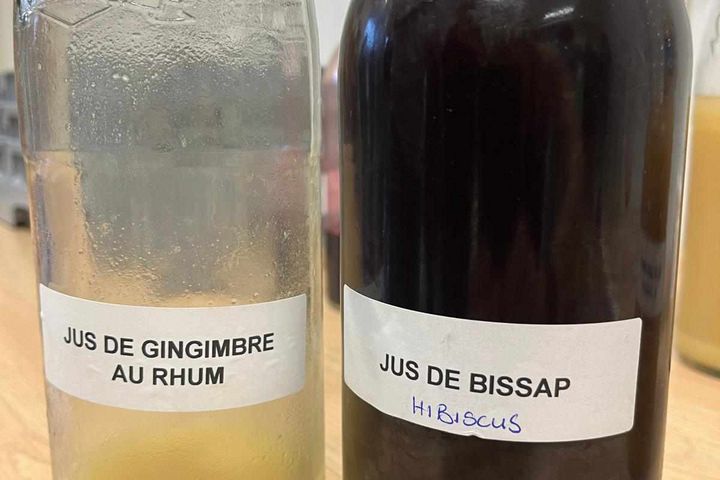 JUS DE GINGIMBRE
AU RHUM
JUS DE BISSAP
HIBISCUS